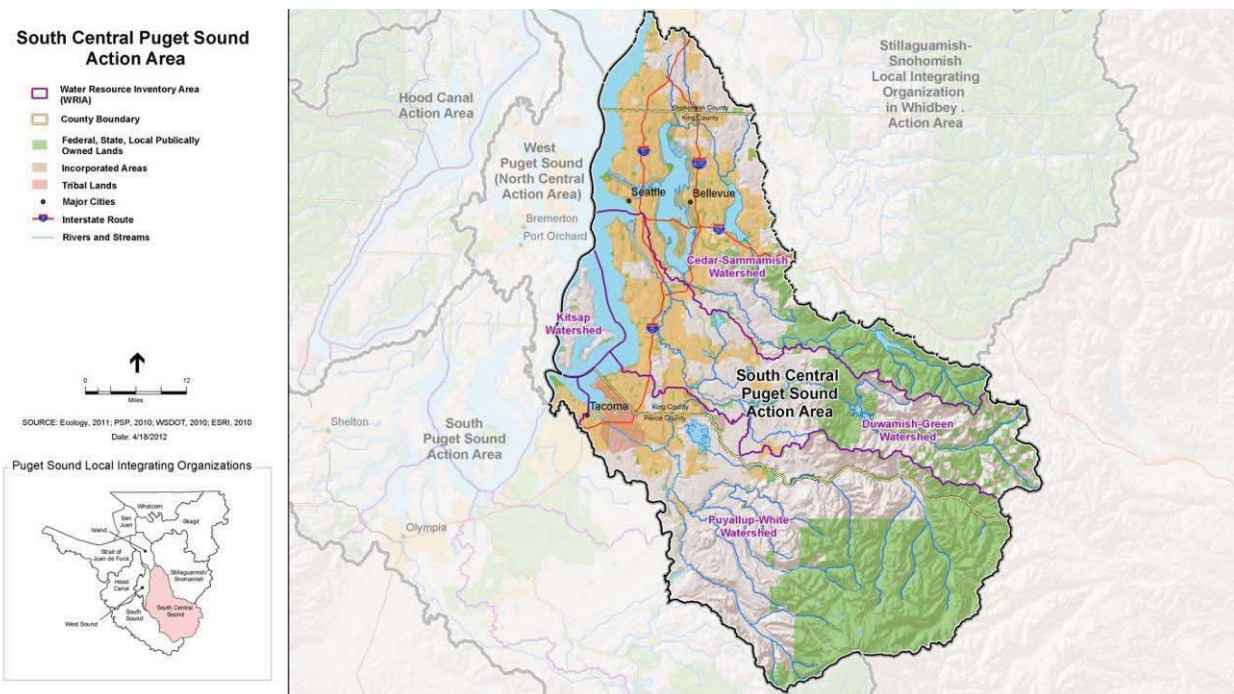 South Central Puget Sound
Action Area
Water Resource Inventory Area
(WRIA)
County Boundary
Federal, State, Local Publically
Owned Lands
Incorporated Areas
Tribal Lands
Major Cities
Interstate Route
Rivers and Streams
0
12
Miles
SOURCE: Ecology, 2011; PSP, 2010; WSDOT, 2010; ESRI, 2010
Date: 4/18/2012
Puget Sound Local Integrating Organizations
Whatcom
San
Juan
Island
Skagit
Strait of
Juan de Fuca
Stillaguamish/
Snohomish
Hood
Canal
South Central
Sound
West Sound
South
Sound
Hood Canal
Action Area
Stillaguamish-
Snohomish
Local Integrating
Organization
in Whidbey .
Action Area
Snohomish County
King County
West
Puget Sound
(North Central
Action Area)
Seattle
Bellevue
Bremerton
Port Orchard
Cedar-Sammamish
Watershed
Kitsap
Watershed
South Central
Puget Sound
Action Area
Tacoma
King County
Pierce County
Duwamish-Green
Watershed
Shelton
South
Puget Sound
Action Area
Puyallup-White
Watershed
Olympia